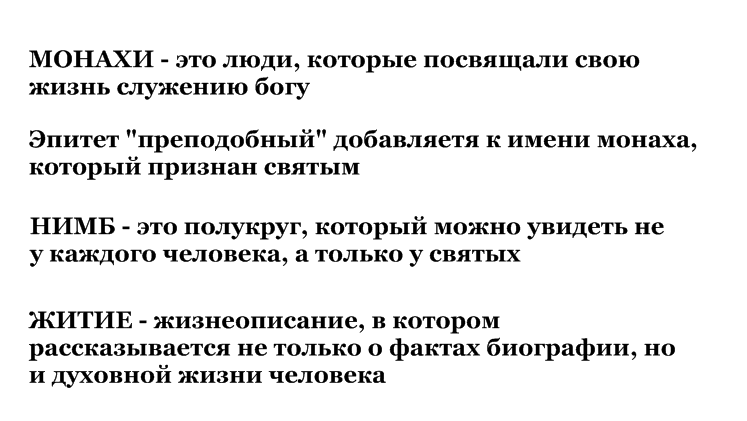 МОНАХИ - это люди, которые посвящали свою
жизнь служению богу
Эпитет "преподобный" добавляетя к имени монаха,
который признан святым
НИМБ - это полукруг, который можно увидеть не
у каждого человека, а только у святых
ЖИТИЕ - жизнеописание, в котором
рассказывается не только о фактах биографии, но
и духовной жизни человека